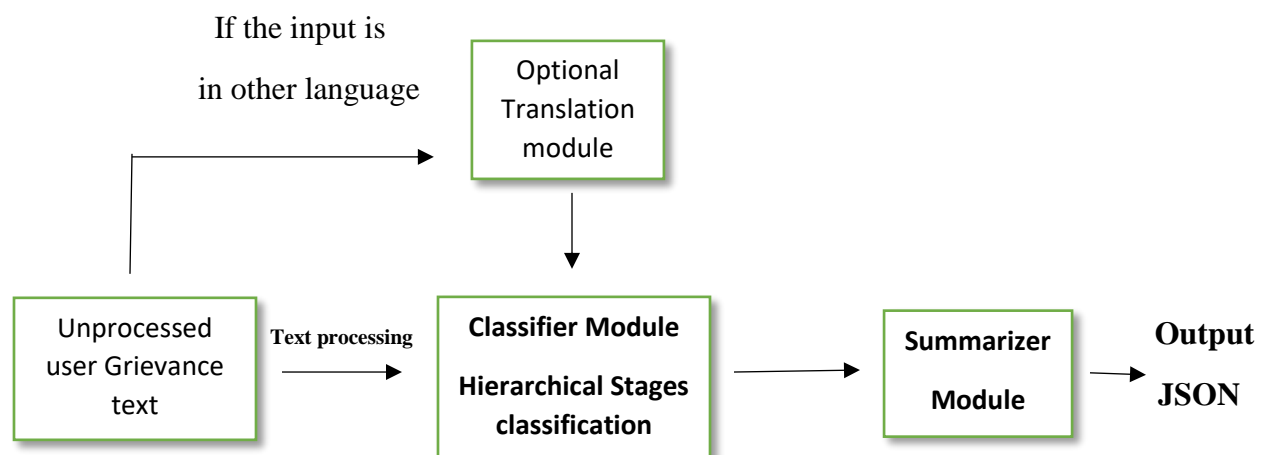 If the input is
in other language
Optional
Translation
module
Unprocessed
user Grievance
text
Text processing
Classifier Module
Hierarchical Stages
classification
Summarizer
Module
Output
JSON